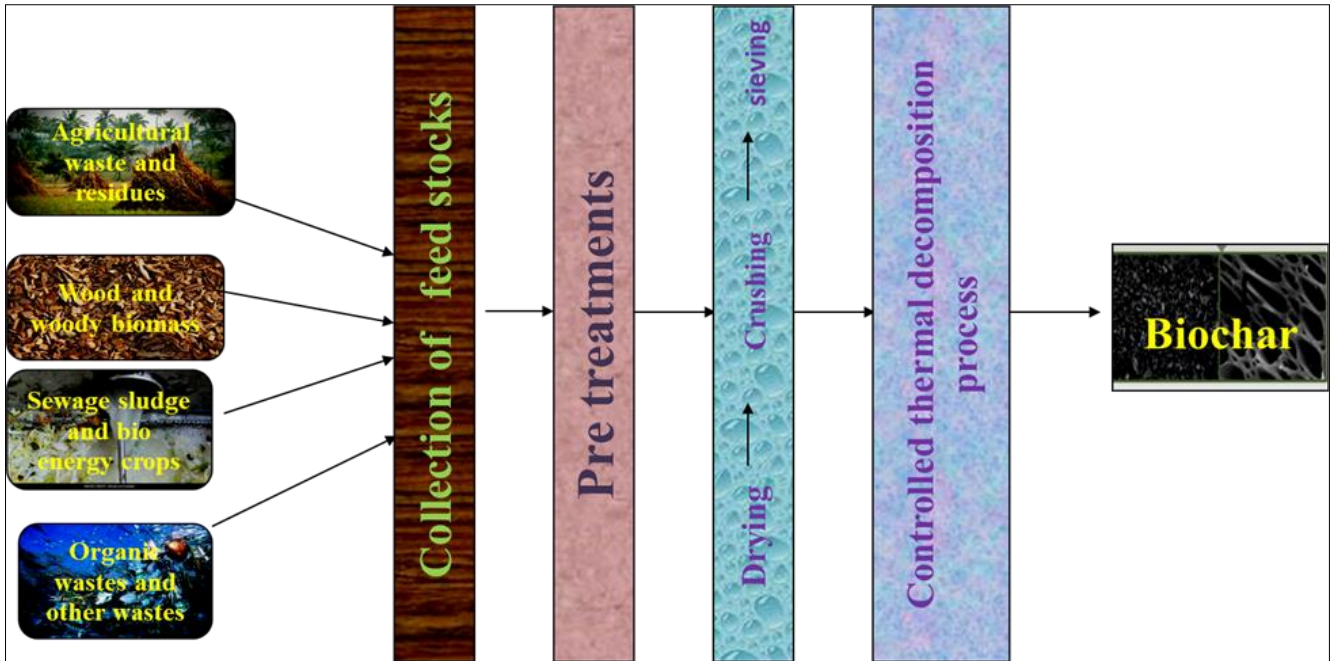 Agricultural
waste and
residues
Wood and
woody biomass
Sewage sludge
and bio
energy crops
Organic
wastes and
other wastes
Collection of feed stocks
Pre treatments
Drying
Crushing
sieving
Controlled thermal decomposition
process
Biochar